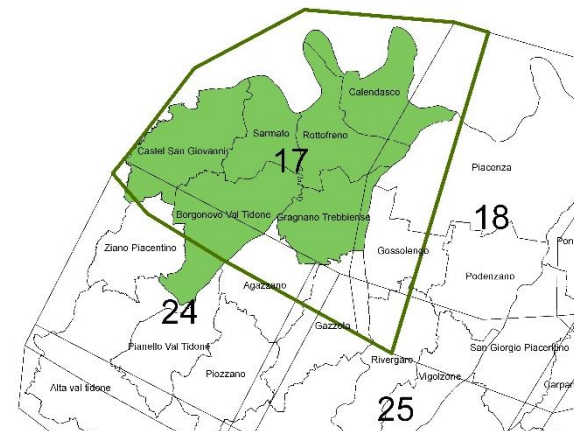 Calendasco
Sarmato
Rottofreno
Castel San Giovanni
17
Piacenza
Borgonovo Val Tidone
Gragnano Trebbiense
18
Ziano Piacentino
Gossolengo
Podenzano
Agazzano
24
Gazzola
Pianello Val Tidone
Rivergaro
San Giorgio Piacentino
Piozzano
Vigolzone
Alta val tidone
25